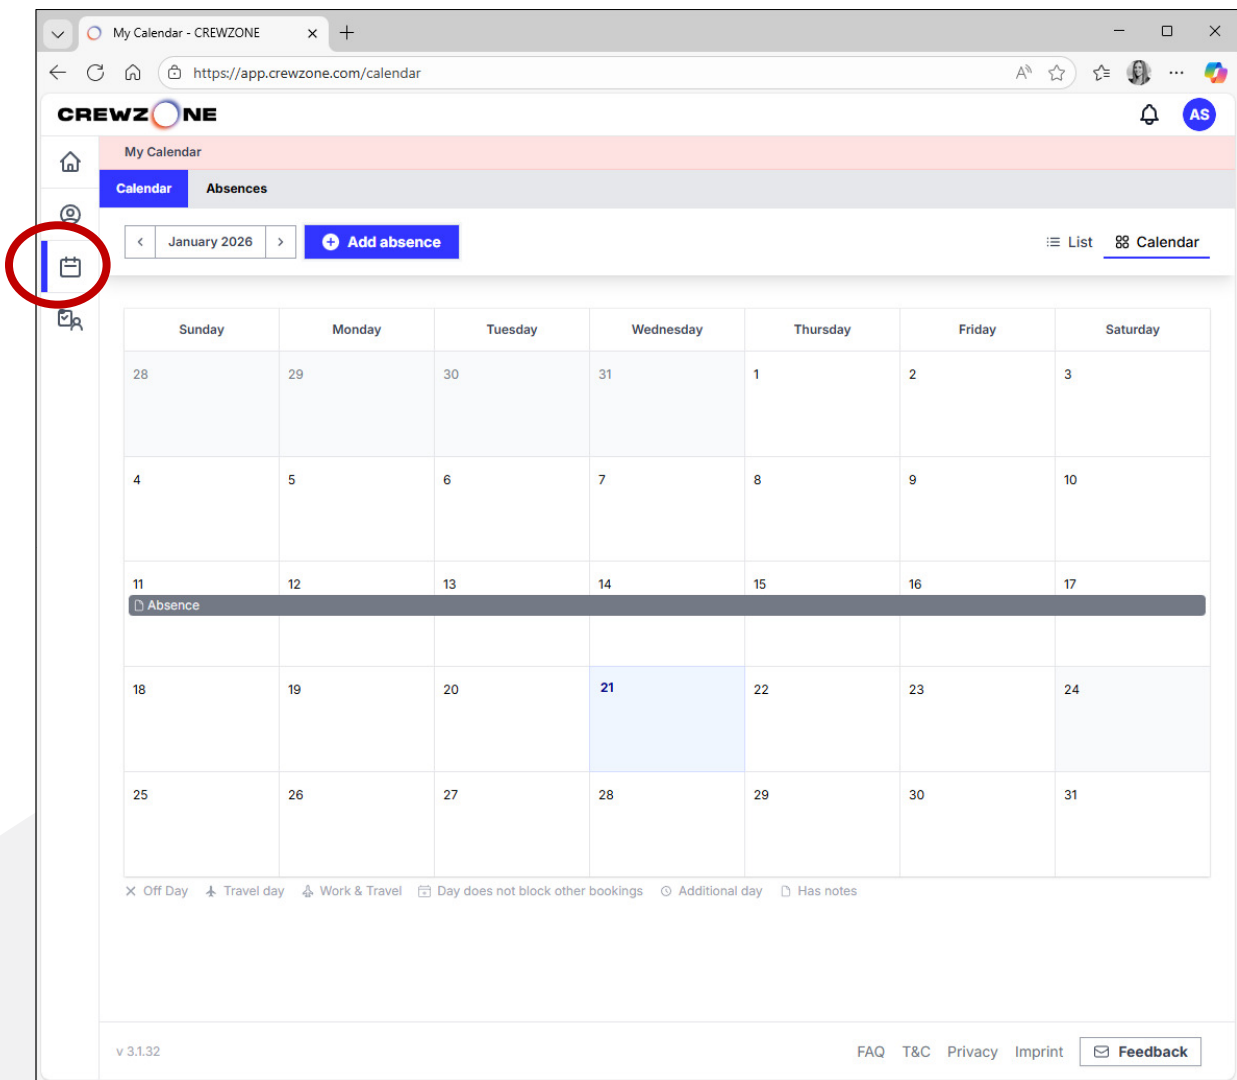 My Calendar - CREWZONE
https://app.crewzone.com/calendar
CREWZONE
AS
My Calendar
Calendar Absences
January 2026 Add absence List Calendar
Sunday Monday Tuesday Wednesday Thursday Friday Saturday
28 29 30 31 1 2 3
4 5 6 7 8 9 10
11 12 13 14 15 16 17
Absence
18 19 20 21 22 23 24
25 26 27 28 29 30 31
Off Day Travel day Work & Travel Day does not block other bookings Additional day Has notes
v 3.1.32 FAQ T&C Privacy Imprint Feedback